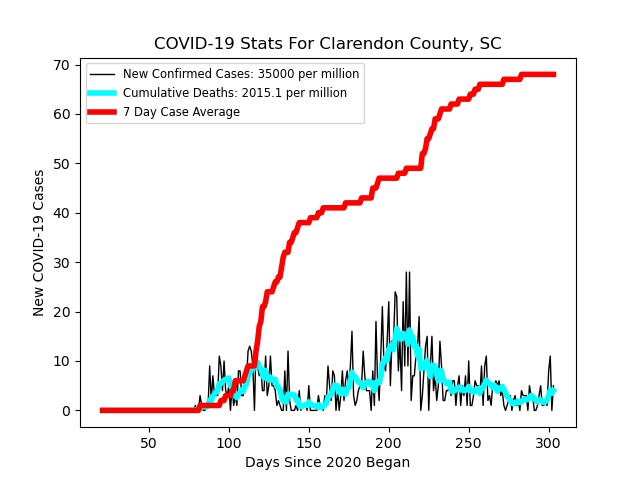 COVID-19 Stats For Clarendon County, SC
New Confirmed Cases: 35000 per million
Cumulative Deaths: 2015.1 per million
7 Day Case Average
New COVID-19 Cases
70
60
50
40
30
20
10
0
50 100 150 200 250 300
Days Since 2020 Began